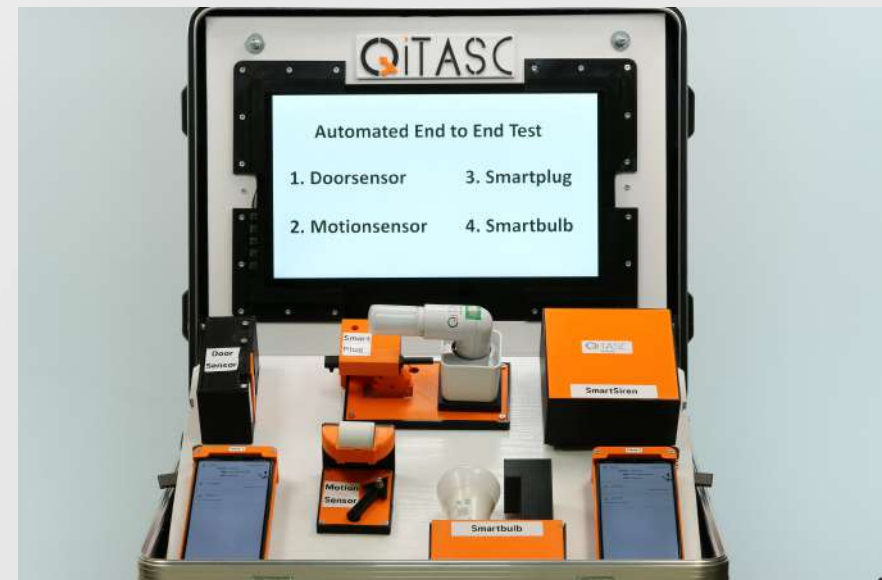 QiTASC
Automated End to End Test
1. Doorsensor
3. Smartplug
2. Motionsensor
4. Smartbulb
Door
Sensor
Smart
Plug
QiTASC
SmartSiren
Motion
Sensor
Smartbulb